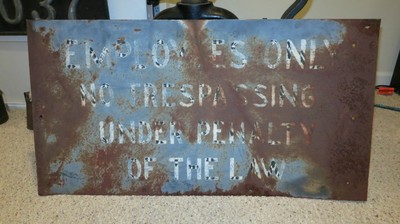 EMPLOYEES ONLY
NO TRESPASSING
UNDER PENALTY
OF THE LAW